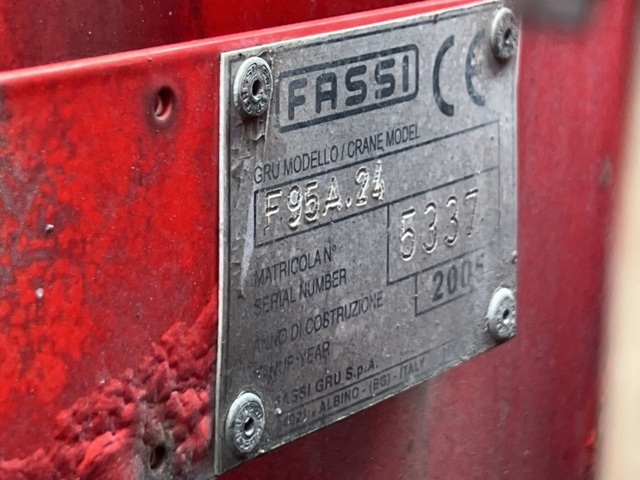 FASSI CE
GRU MODELLO / CRANE MODEL
F95A.24
MATRICOLA N°
SERIAL NUMBER
5337
ANNO DI COSTRUZIONE
2005
FASSI GRU S.p.A.
ALBINO - (BG) - ITALY